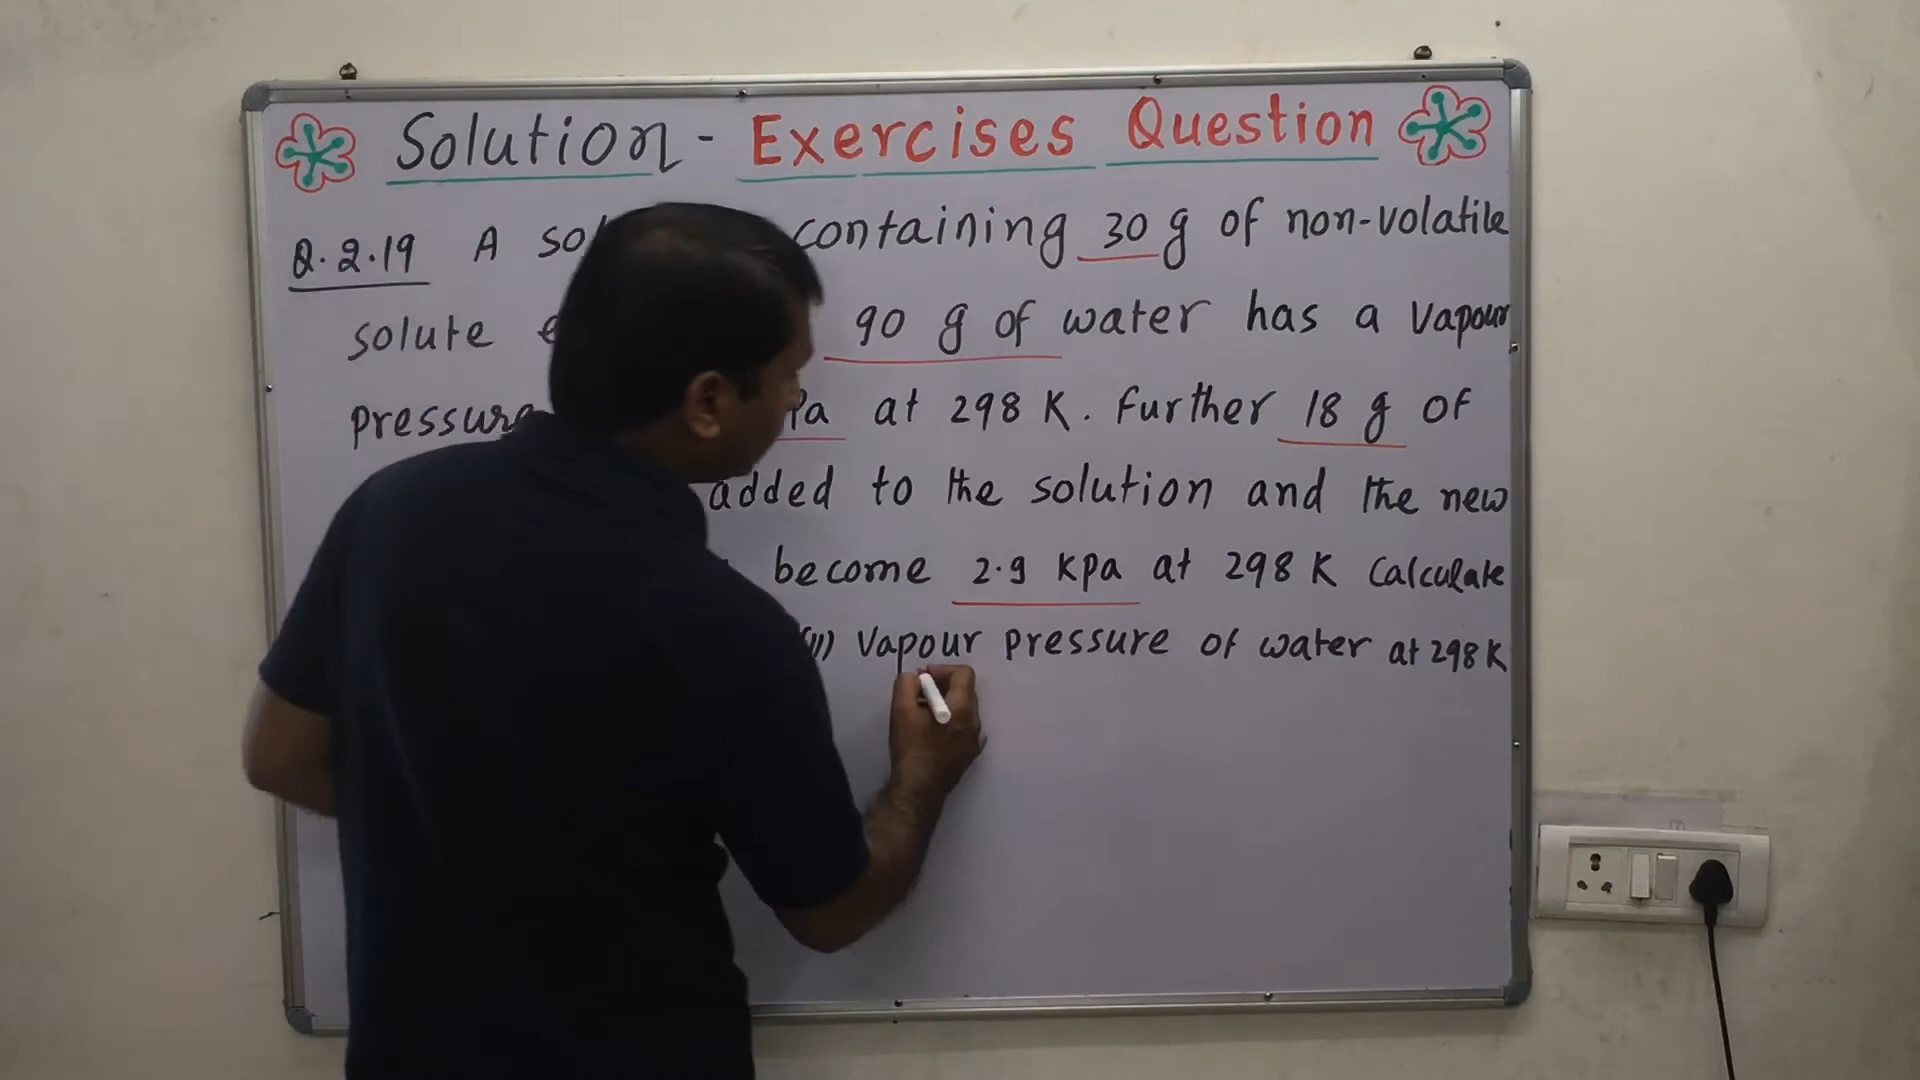 Solution - Exercises Question
Q. 2.19 A containing 30 g of non-volatile
solute 90 g of water has a Vapour
pressure at 298 K. Further 18 g of
added to the solution and the new
become 2.9 KPa at 298 K Calculate
(ii) Vapour pressure of water at 298 K